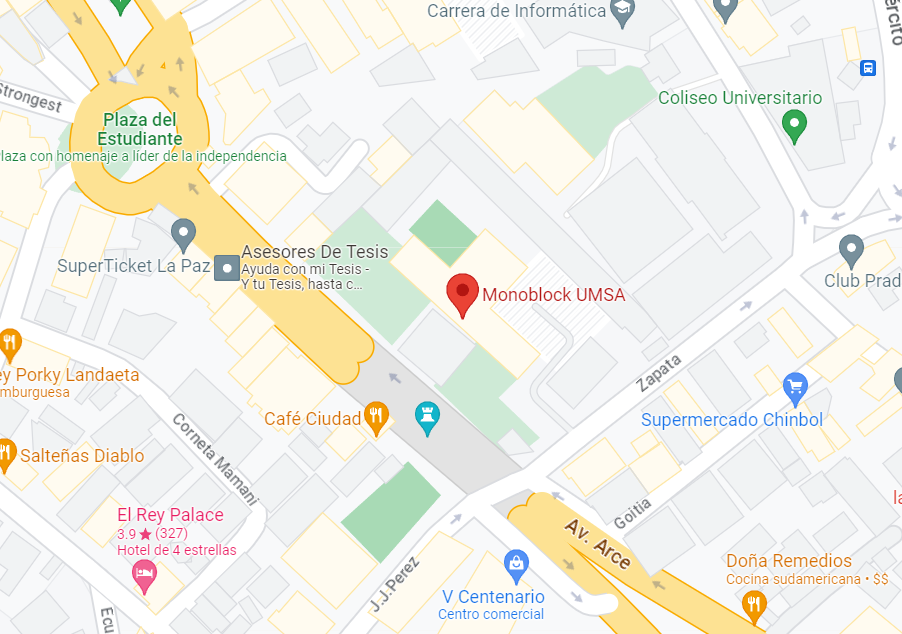 Carrera de Informática
ército
Strongest
Plaza del
Estudiante
laza con homenaje a líder de la independencia
Coliseo Universitario
SuperTicket La Paz
Asesores De Tesis
Ayuda con mi Tesis -
Y tu Tesis, hasta c...
Monoblock UMSA
Club Prad
ey Porky Landaeta
mburguesa
Zapata
Café Ciudad
Supermercado Chinbol
Corneta Mamani
Salteñas Diablo
la
El Rey Palace
3.9★(327)
Hotel de 4 estrellas
Goitia
Av. Arce
J.J.Perez
Doña Remedios
Cocina sudamericana • $$
V Centenario
Centro comercial
Ecu